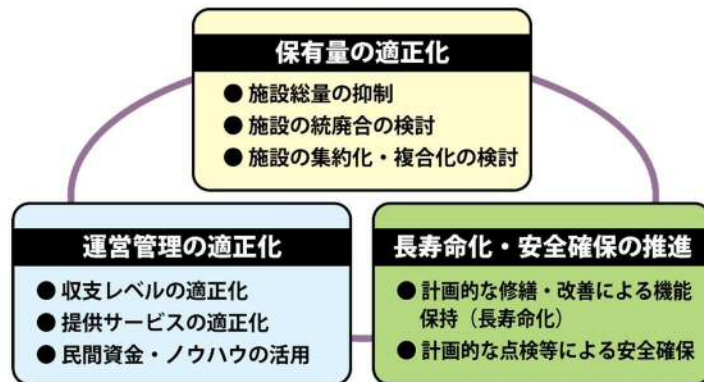 保有量の適正化
● 施設総量の抑制
● 施設の統廃合の検討
● 施設の集約化・複合化の検討
運営管理の適正化
● 収支レベルの適正化
● 提供サービスの適正化
● 民間資金・ノウハウの活用
長寿命化・安全確保の推進
● 計画的な修繕・改善による機能
保持（長寿命化）
● 計画的な点検等による安全確保